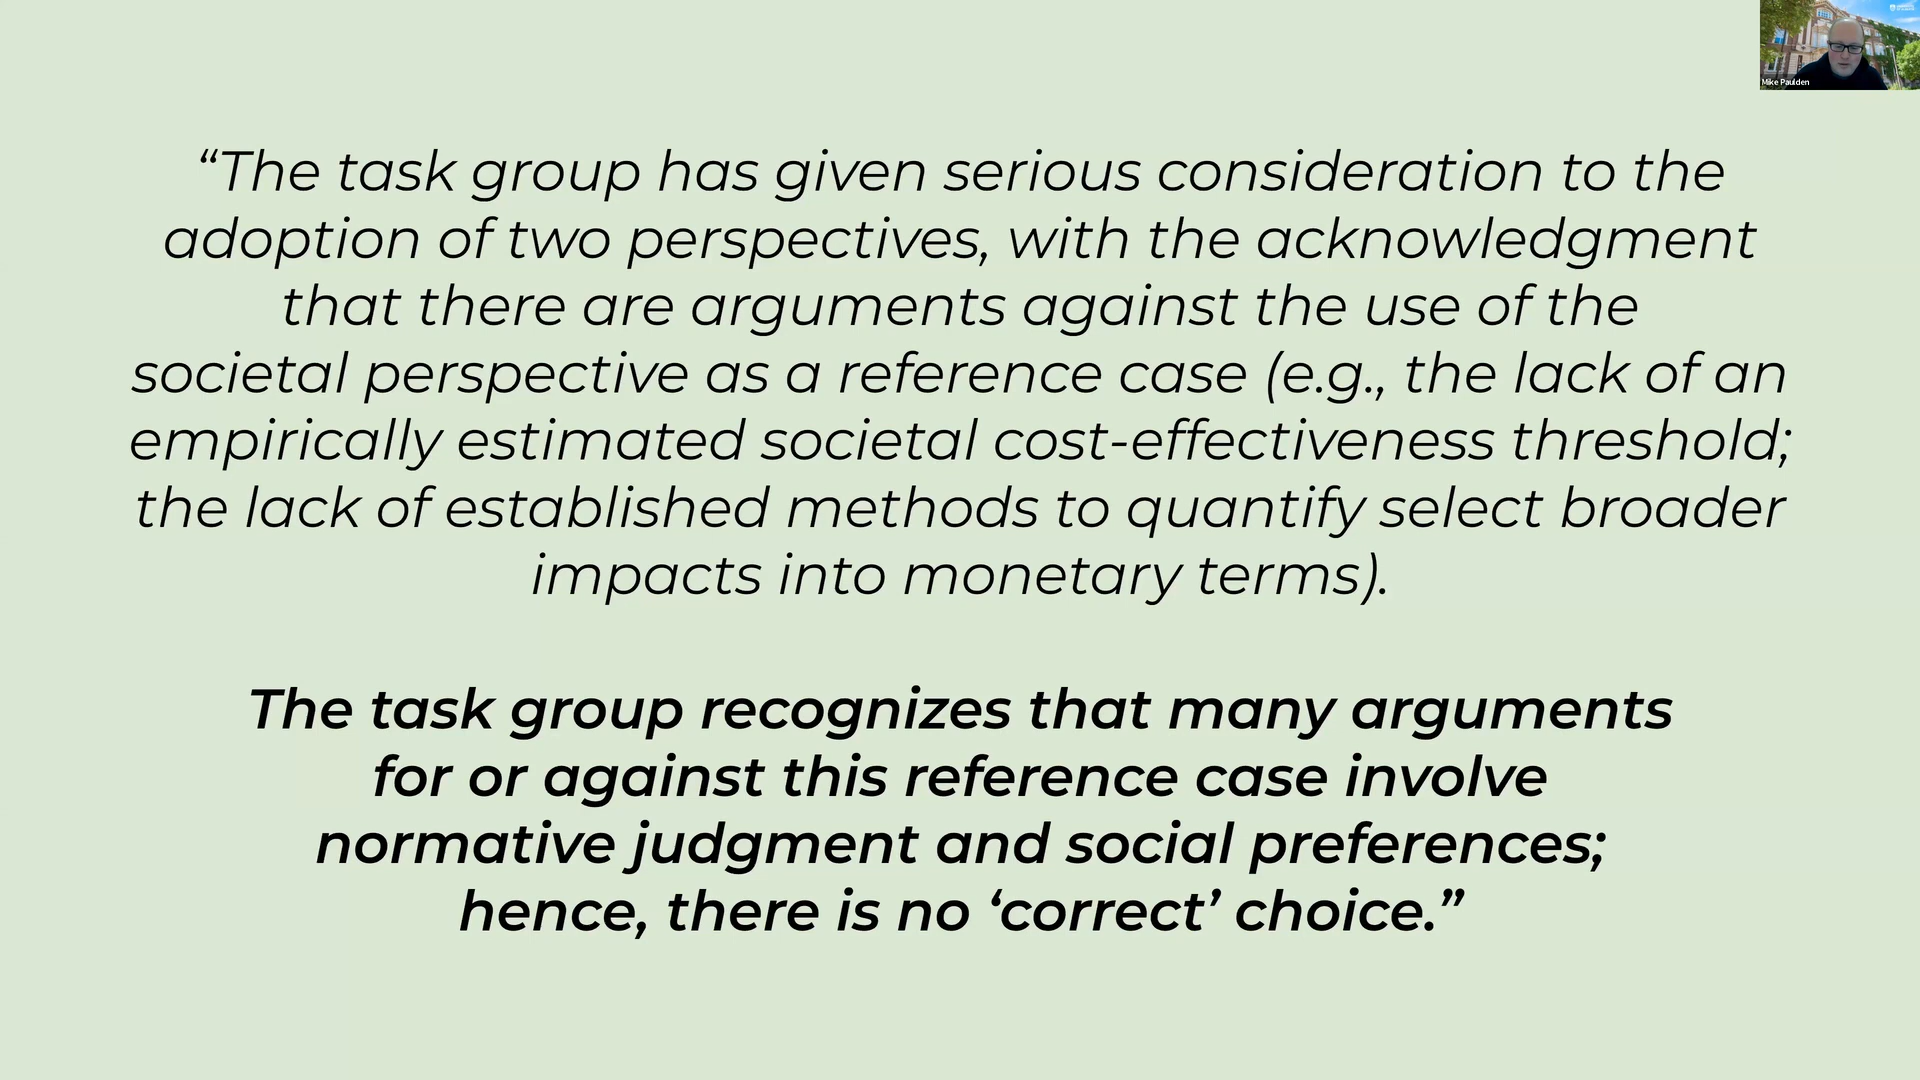 Mike Paulden
“The task group has given serious consideration to the
adoption of two perspectives, with the acknowledgment
that there are arguments against the use of the
societal perspective as a reference case (e.g., the lack of an
empirically estimated societal cost-effectiveness threshold;
the lack of established methods to quantify select broader
impacts into monetary terms).
The task group recognizes that many arguments
for or against this reference case involve
normative judgment and social preferences;
hence, there is no ‘correct’ choice.”